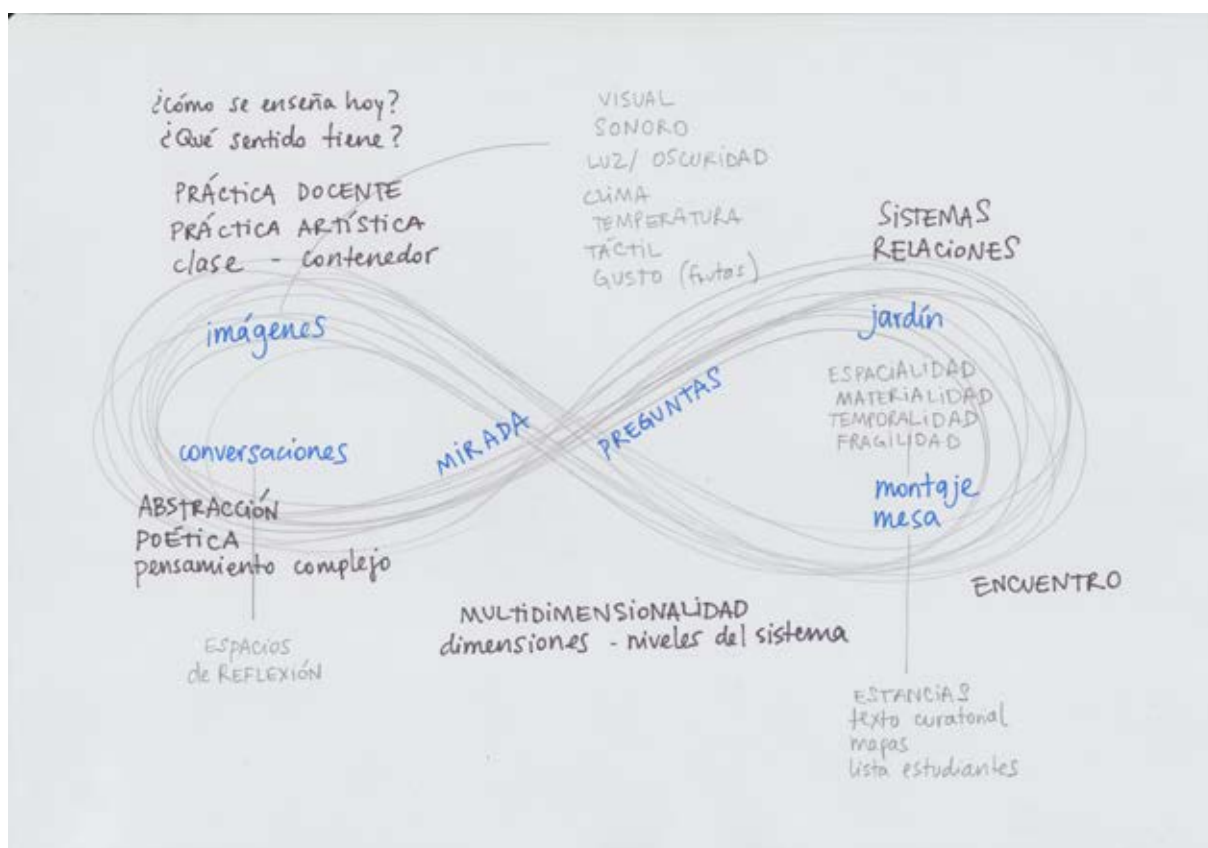 ¿Cómo se enseña hoy?
¿Qué sentido tiene?
PRÁCTICA DOCENTE
PRÁCTICA ARTÍSTICA
clase - contenedor
imágenes
conversaciones
ABSTRACCIÓN
POÉTICA
pensamiento complejo
ESPACIOS
de REFLEXIÓN
MIRADA
PREGUNTAS
VISUAL
SONORO
LUZ/ OSCURIDAD
CLIMA
TEMPERATURA
TÁCTIL
GUSTO (frutos)
MULTIDIMENSIONALIDAD
dimensiones - niveles del sistema
SISTEMAS
RELACIONES
jardín
ESPACIALIDAD
MATERIALIDAD
TEMPORALIDAD
FRAGILIDAD
montaje
mesa
ENCUENTRO
ESTANCIAS
texto curatorial
mapas
lista estudiantes